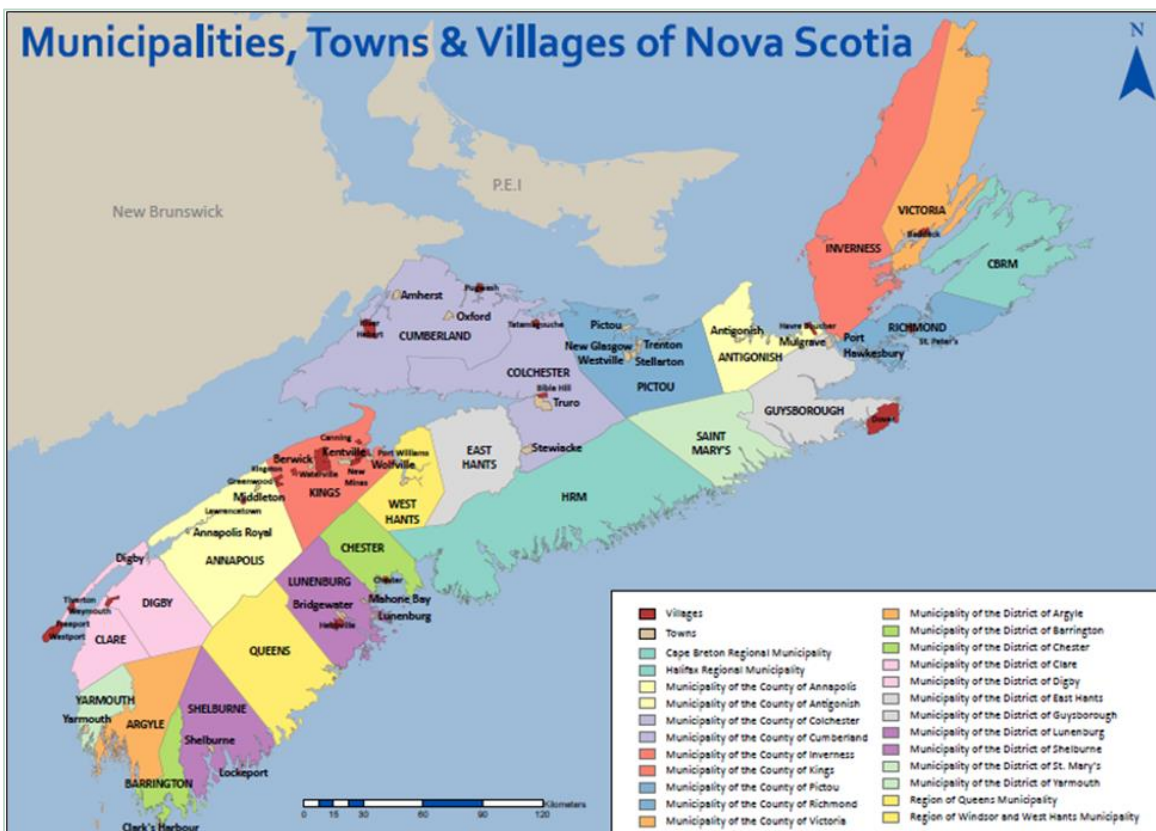 Municipalities, Towns & Villages of Nova Scotia
N
P.E.I
New Brunswick
VICTORIA
Baddeck
INVERNESS
CBRM
Amherst
Pugwash
Oxford
River
Hebert
CUMBERLAND
Tatamagouche
Pictou
New Glasgow
Trenton
Westville
Stellarton
PICTOU
Antigonish
ANTIGONISH
Havre Boucher
Mulgrave
Port
Hawkesbury
RICHMOND
St. Peter's
COLCHESTER
Bible Hill
Truro
Stewiacke
GUYSBOROUGH
SAINT
MARY'S
EAST
HANTS
HRM
Canning
Kentville
Port Williams
Wolfville
Berwick
Waterville
New
Minas
Kingston
Greenwood
KINGS
Middleton
Lawrencetown
WEST
HANTS
Annapolis Royal
ANNAPOLIS
CHESTER
Chester
Mahone Bay
Lunenburg
LUNENBURG
Bridgewater
Hebbville
Digby
DIGBY
Tiverton
Weymouth
Freeport
Westport
CLARE
QUEENS
YARMOUTH
Yarmouth
ARGYLE
SHELBURNE
Shelburne
Lockeport
BARRINGTON
Clark's Harbour
0 15 30 60 90 120
Kilometers
Villages
Towns
Cape Breton Regional Municipality
Halifax Regional Municipality
Municipality of the County of Annapolis
Municipality of the County of Antigonish
Municipality of the County of Colchester
Municipality of the County of Cumberland
Municipality of the County of Inverness
Municipality of the County of Kings
Municipality of the County of Pictou
Municipality of the County of Richmond
Municipality of the County of Victoria
Municipality of the District of Argyle
Municipality of the District of Barrington
Municipality of the District of Chester
Municipality of the District of Clare
Municipality of the District of Digby
Municipality of the District of East Hants
Municipality of the District of Guysborough
Municipality of the District of Lunenburg
Municipality of the District of Shelburne
Municipality of the District of St. Mary's
Municipality of the District of Yarmouth
Region of Queens Municipality
Region of Windsor and West Hants Municipality